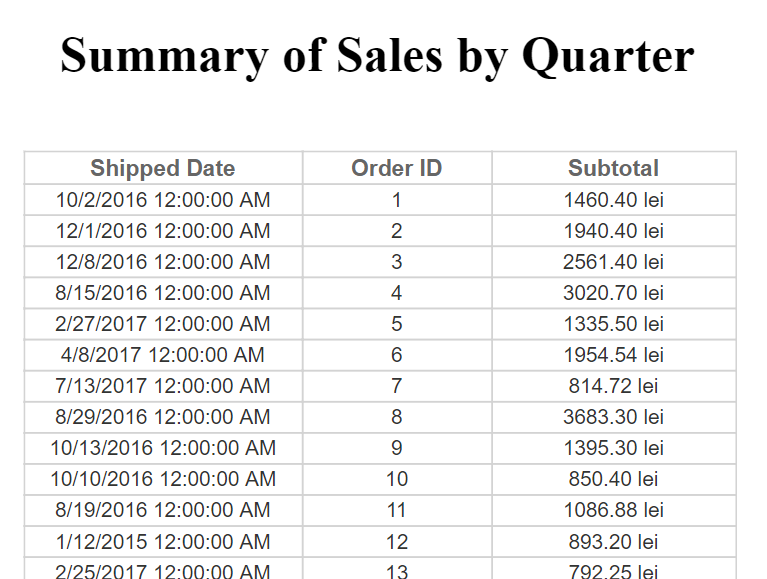 Summary of Sales by Quarter
Shipped Date Order ID Subtotal
10/2/2016 12:00:00 AM 1 1460.40 lei
12/1/2016 12:00:00 AM 2 1940.40 lei
12/8/2016 12:00:00 AM 3 2561.40 lei
8/15/2016 12:00:00 AM 4 3020.70 lei
2/27/2017 12:00:00 AM 5 1335.50 lei
4/8/2017 12:00:00 AM 6 1954.54 lei
7/13/2017 12:00:00 AM 7 814.72 lei
8/29/2016 12:00:00 AM 8 3683.30 lei
10/13/2016 12:00:00 AM 9 1395.30 lei
10/10/2016 12:00:00 AM 10 850.40 lei
8/19/2016 12:00:00 AM 11 1086.88 lei
1/12/2015 12:00:00 AM 12 893.20 lei
2/25/2017 12:00:00 AM 13 792.25 lei